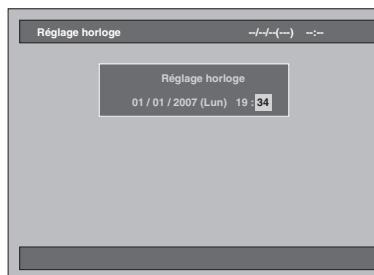 Réglage horloge --/--/--(---) --:--
Réglage horloge
01 / 01 / 2007 (Lun) 19 : 34